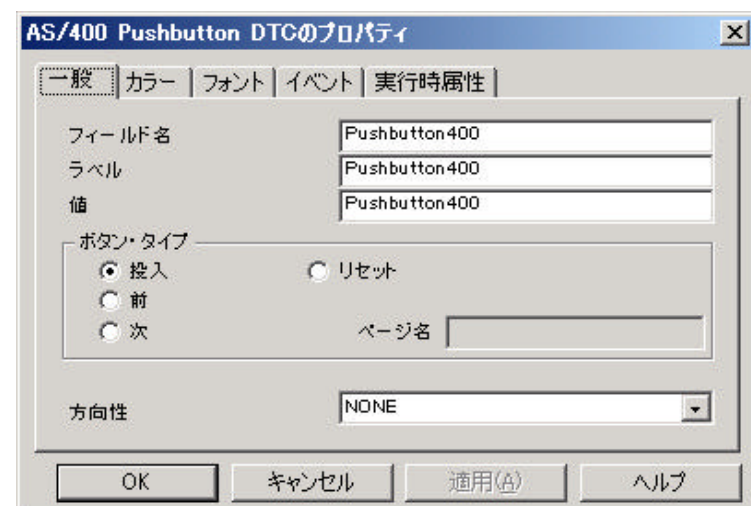 AS/400 Pushbutton DTCのプロパティ
一般 カラー フォント イベント 実行時属性
フィールド名 Pushbutton400
ラベル Pushbutton400
値 Pushbutton400
ボタン・タイプ
投入 リセット
前
次 ページ名
方向性 NONE
OK キャンセル 適用(A) ヘルプ